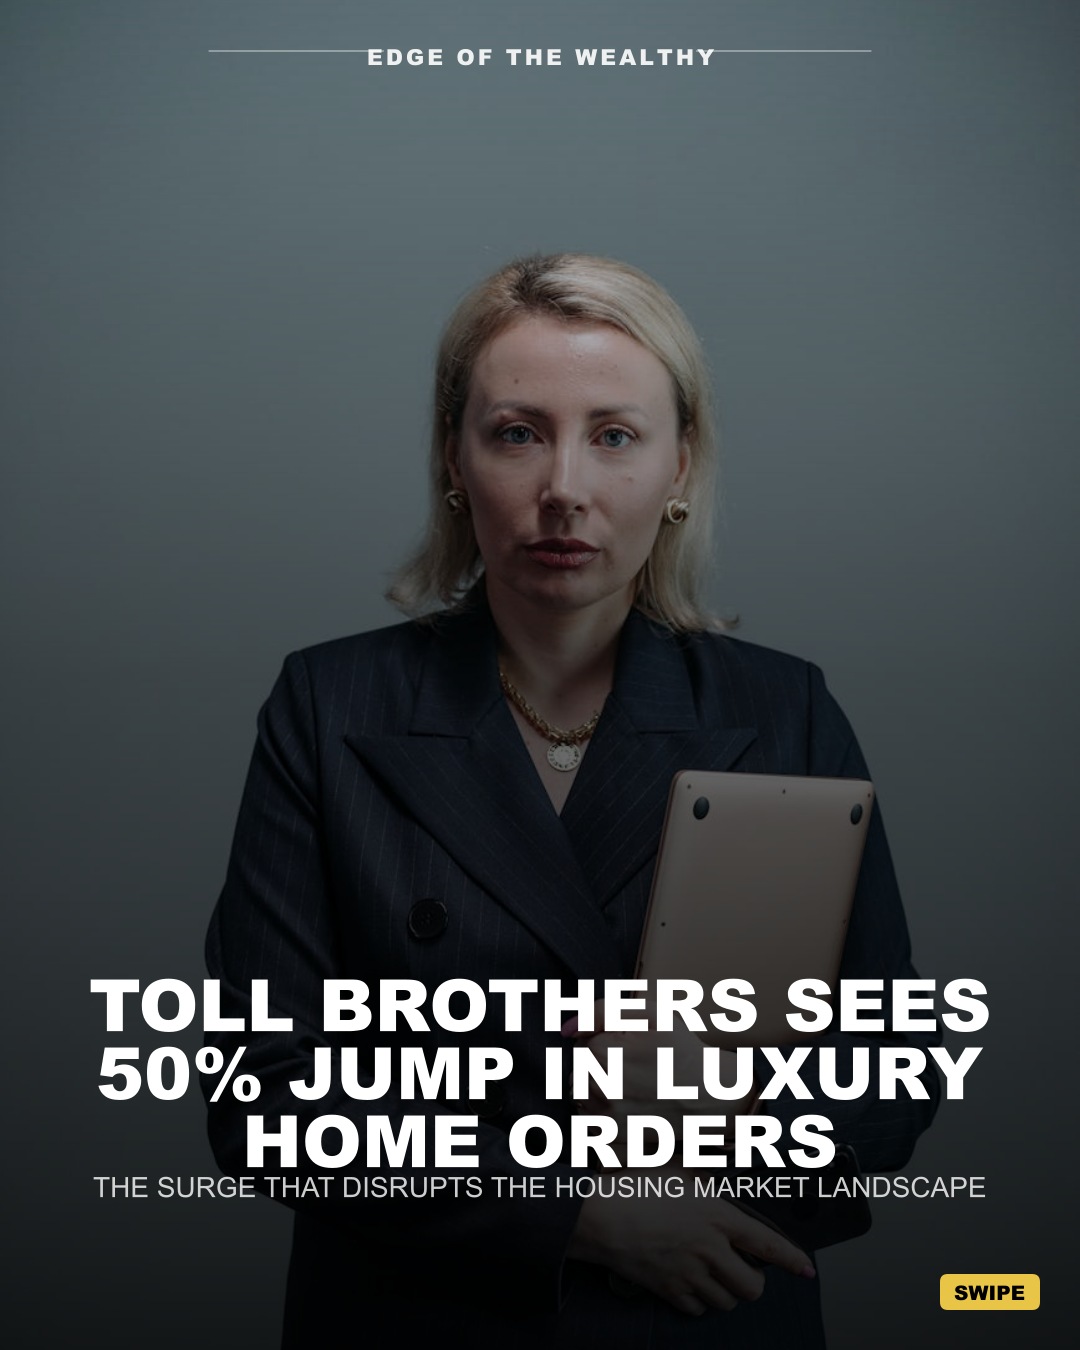 EDGE OF THE WEALTHY
TOLL BROTHERS SEES
50% JUMP IN LUXURY
HOME ORDERS
THE SURGE THAT DISRUPTS THE HOUSING MARKET LANDSCAPE
SWIPE